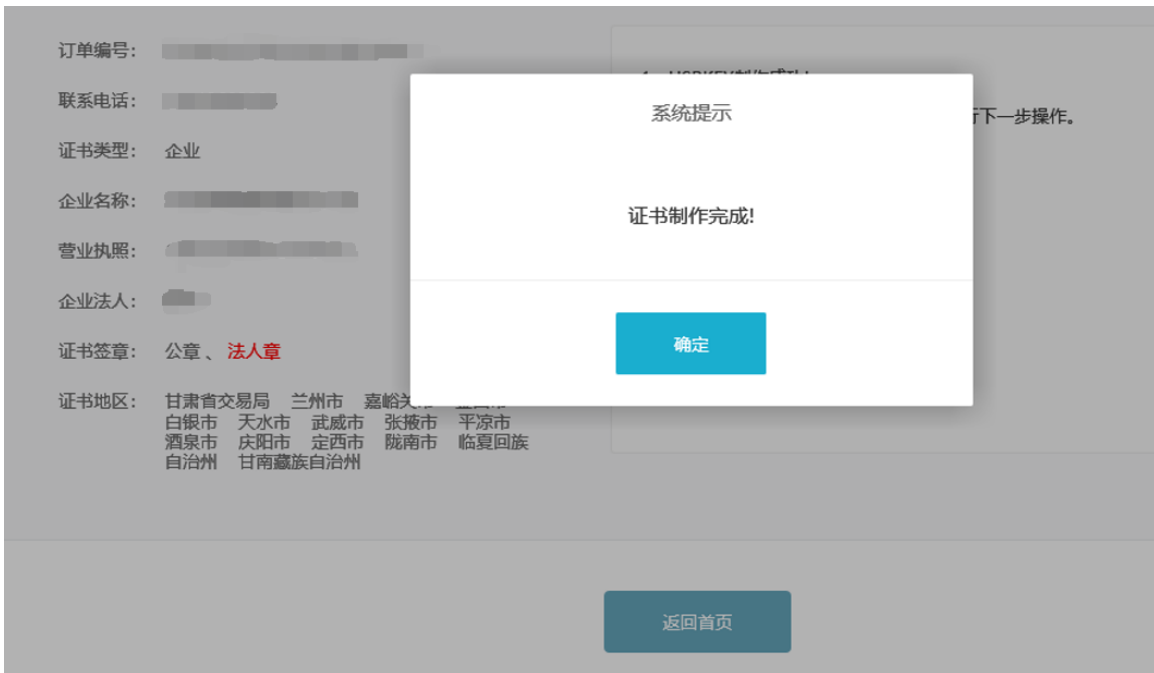 订单编号:
联系电话:
证书类型: 企业
企业名称:
营业执照:
企业法人:
证书签章: 公章、法人章
证书地区: 甘肃省交易局 兰州市 嘉峪关
白银市 天水市 武威市 张掖市 平凉市
酒泉市 庆阳市 定西市 陇南市 临夏回族
自治州 甘南藏族自治州
行下一步操作。
系统提示
证书制作完成!
确定
返回首页